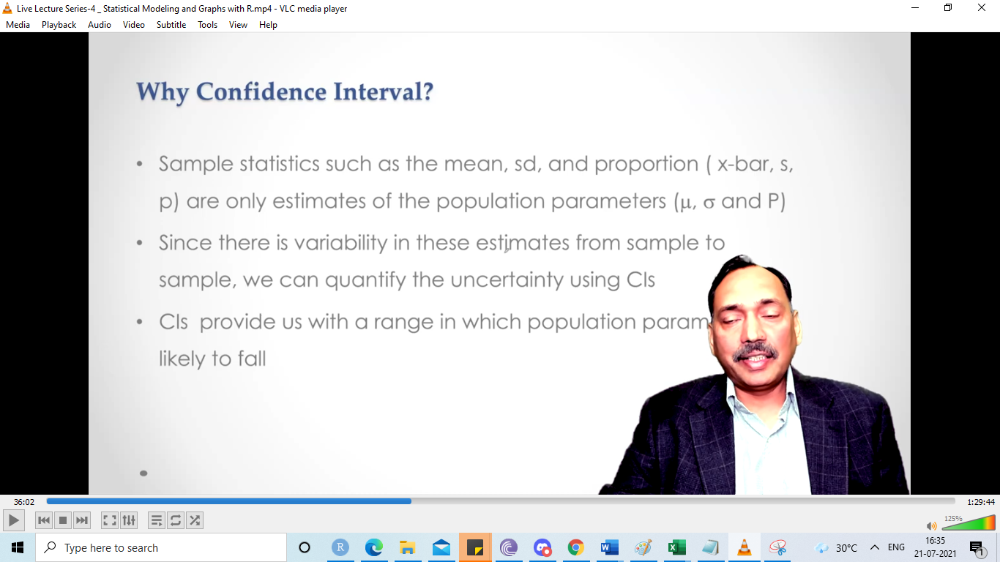 Live Lecture Series-4 _ Statistical Modeling and Graphs with R.mp4 - VLC media player
Media Playback Audio Video Subtitle Tools View Help
Why Confidence Interval?
• Sample statistics such as the mean, sd, and proportion ( x-bar, s,
p) are only estimates of the population parameters (μ, σ and P)
• Since there is variability in these estimates from sample to
sample, we can quantify the uncertainty using CIs
• CIs provide us with a range in which population param
likely to fall
36:02
1:29:44
125%
Type here to search
30°C
ENG
16:35
21-07-2021
1